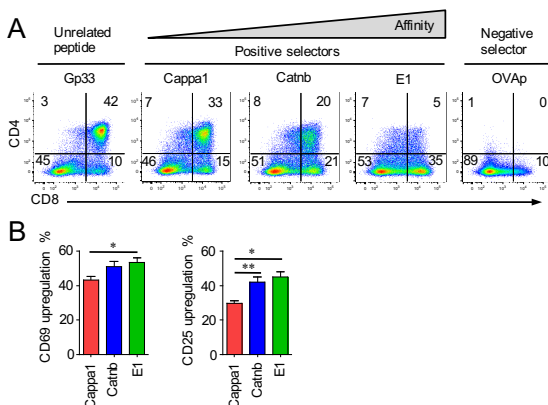 A
Unrelated peptide
Affinity
Negative selector
Positive selectors
Gp33
Cappa1
Catnb
E1
OVAp
CD4
3 42
45 10
7 33
46 15
8 20
51 21
7 5
53 35
1 0
89 10
CD8
B
CD69 upregulation %
60
40
20
0
*
Cappa1
Catnb
E1
CD25 upregulation %
60
40
20
0
*
**
Cappa1
Catnb
E1